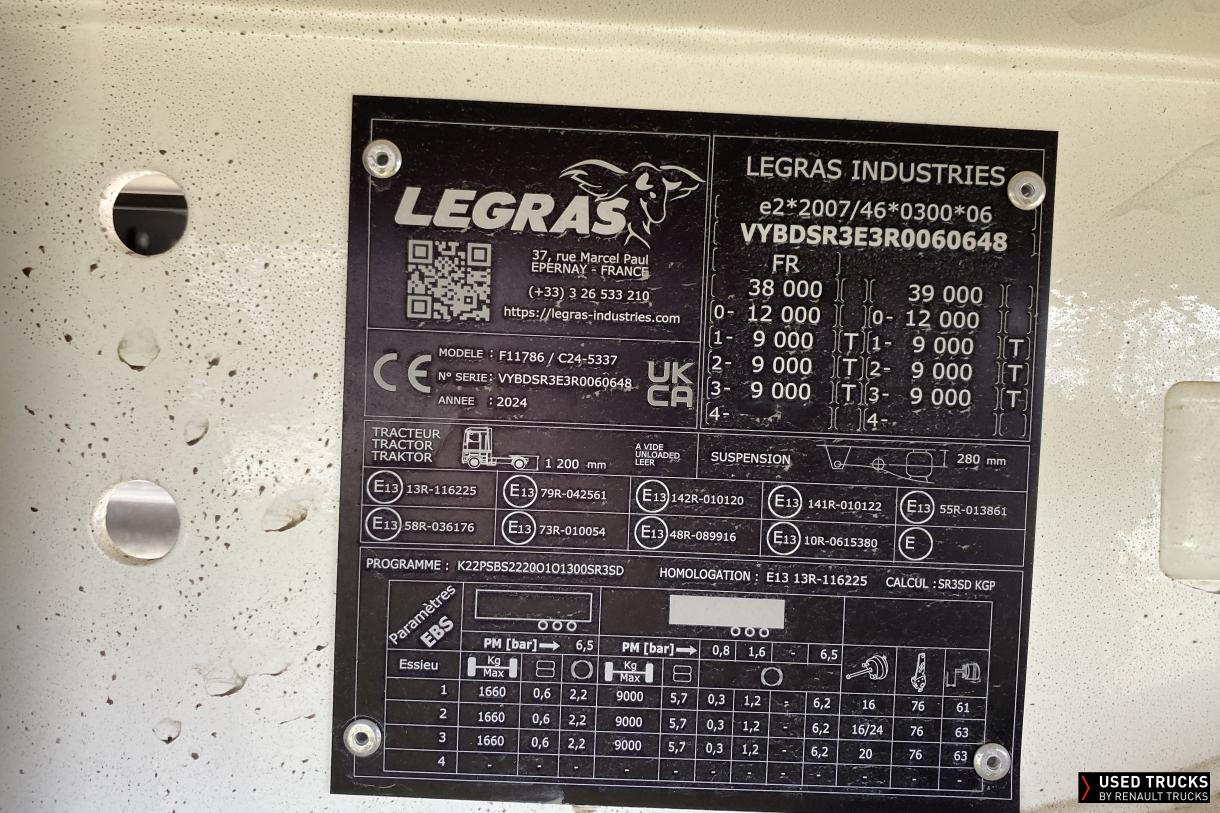 LEGRAS
37, rue Marcel Paul
EPERNAY - FRANCE
(+33) 3 26 533 210
https://legras-industries.com
CE
MODELE : F11786 / C24-5337
N° SERIE : VYBDSR3E3R0060648
ANNEE : 2024
UK
CA
LEGRAS INDUSTRIES
e2*2007/46*0300*06
VYBDSR3E3R0060648
FR
38 000 39 000
0- 12 000 0- 12 000
1- 9 000 T 1- 9 000 T
2- 9 000 T 2- 9 000 T
3- 9 000 T 3- 9 000 T
4- 4-
TRACTEUR
TRACTOR
TRAKTOR
1 200 mm
A VIDE
UNLOADED
LEER
SUSPENSION 280 mm
E13 13R-116225 E13 79R-042561 E13 142R-010120 E13 141R-010122 E13 55R-013861
E13 58R-036176 E13 73R-010054 E13 48R-089916 E13 10R-0615380 E
PROGRAMME : K22PSBS2220O1O1300SR3SD HOMOLOGATION : E13 13R-116225 CALCUL : SR3SD KGP
Paramètres
EBS
PM [bar] 6,5 PM [bar] 0,8 1,6 - 6,5
Essieu Kg Max Kg Max
1 1660 0,6 2,2 9000 5,7 0,3 1,2 - 6,2 16 76 61
2 1660 0,6 2,2 9000 5,7 0,3 1,2 - 6,2 16/24 76 63
3 1660 0,6 2,2 9000 5,7 0,3 1,2 - 6,2 20 76 63
4 - - - - - - - - - - - -
USED TRUCKS
BY RENAULT TRUCKS